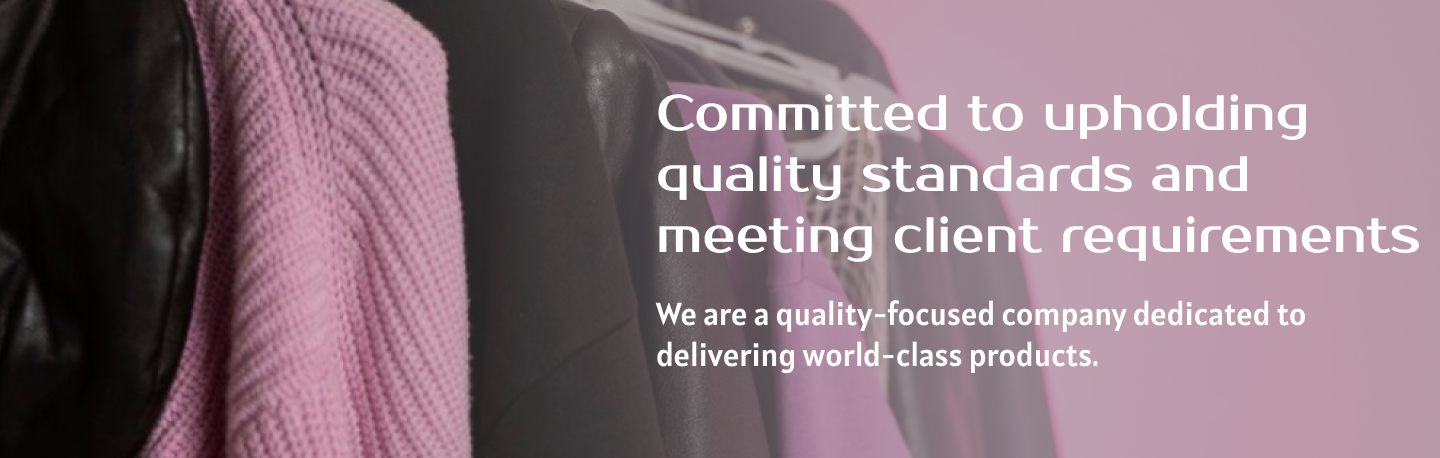 Committed to upholding
quality standards and
meeting client requirements
We are a quality-focused company dedicated to
delivering world-class products.